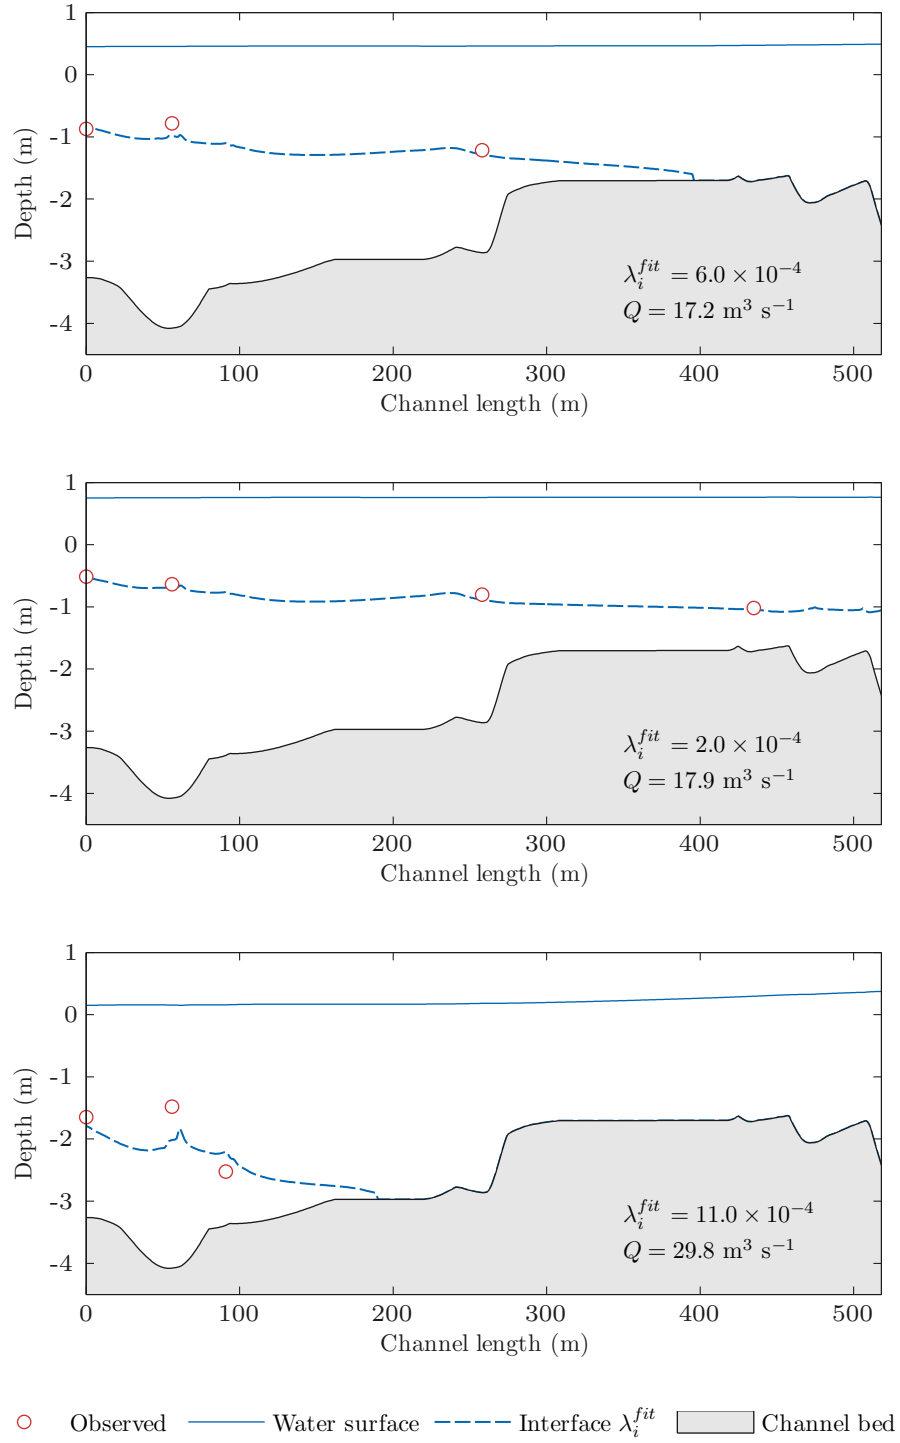 1
0
-1
-2
-3
-4
Depth (m)
λ_i^{fit} = 6.0 × 10⁻⁴
Q = 17.2 m³ s⁻¹
0 100 200 300 400 500
Channel length (m)
1
0
-1
-2
-3
-4
Depth (m)
λ_i^{fit} = 2.0 × 10⁻⁴
Q = 17.9 m³ s⁻¹
0 100 200 300 400 500
Channel length (m)
1
0
-1
-2
-3
-4
Depth (m)
λ_i^{fit} = 11.0 × 10⁻⁴
Q = 29.8 m³ s⁻¹
0 100 200 300 400 500
Channel length (m)
Observed Water surface Interface λ_i^{fit} Channel bed